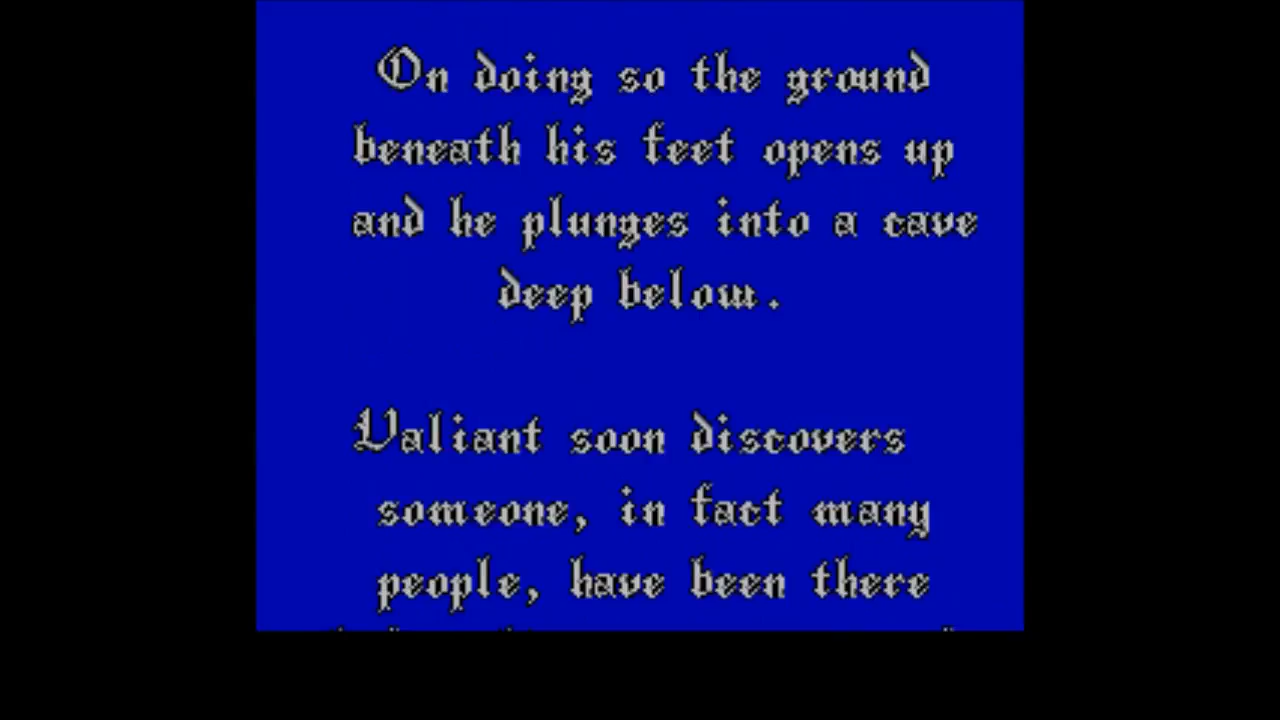 On doing so the ground
beneath his feet opens up
and he plunges into a cave
deep below.
Valiant soon discovers
someone, in fact many
people, have been there